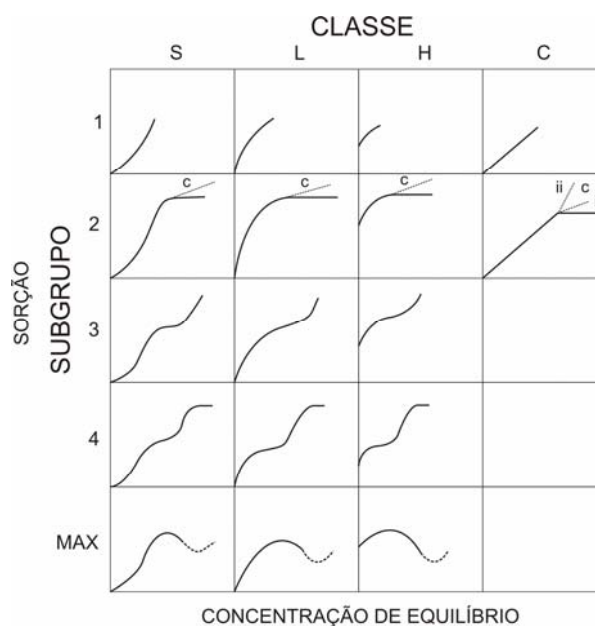 CLASSE
S L H C
1
c c c ii c
2
SORÇÃO
SUBGRUPO
3
4
MAX
CONCENTRAÇÃO DE EQUILÍBRIO